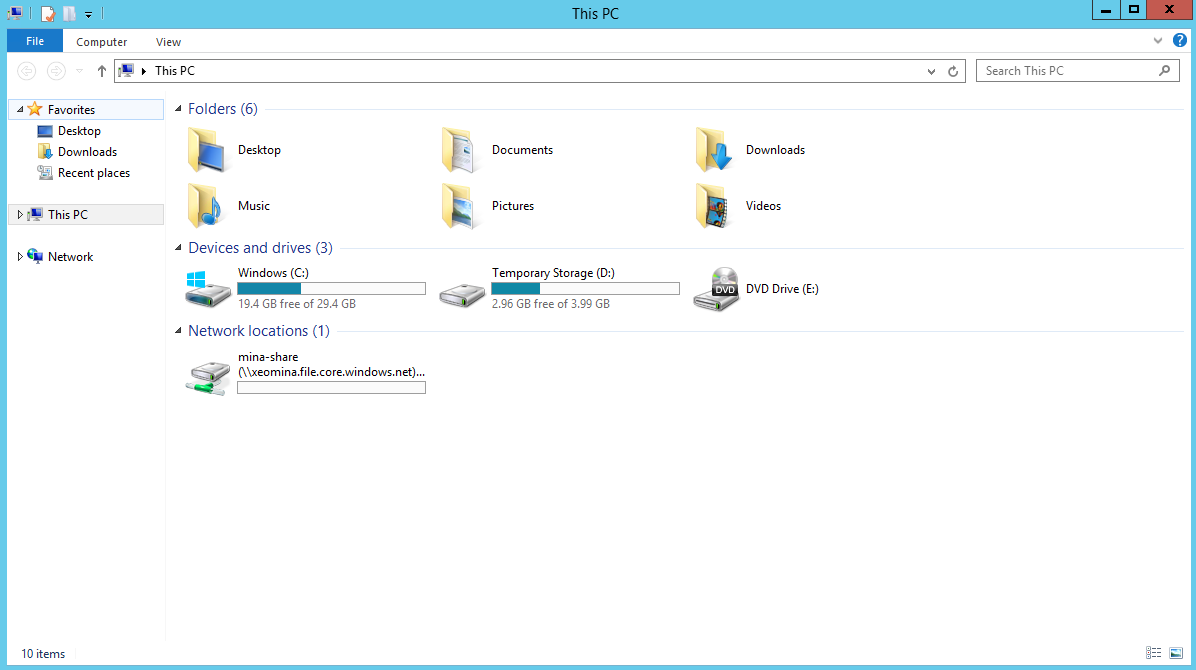 This PC
File Computer View
This PC
Search This PC
Favorites
Desktop
Downloads
Recent places
This PC
Network
Folders (6)
Desktop
Documents
Downloads
Music
Pictures
Videos
Devices and drives (3)
Windows (C:)
19.4 GB free of 29.4 GB
Temporary Storage (D:)
2.96 GB free of 3.99 GB
DVD
DVD Drive (E:)
Network locations (1)
mina-share
(\\xeomina.file.core.windows.net)...
10 items